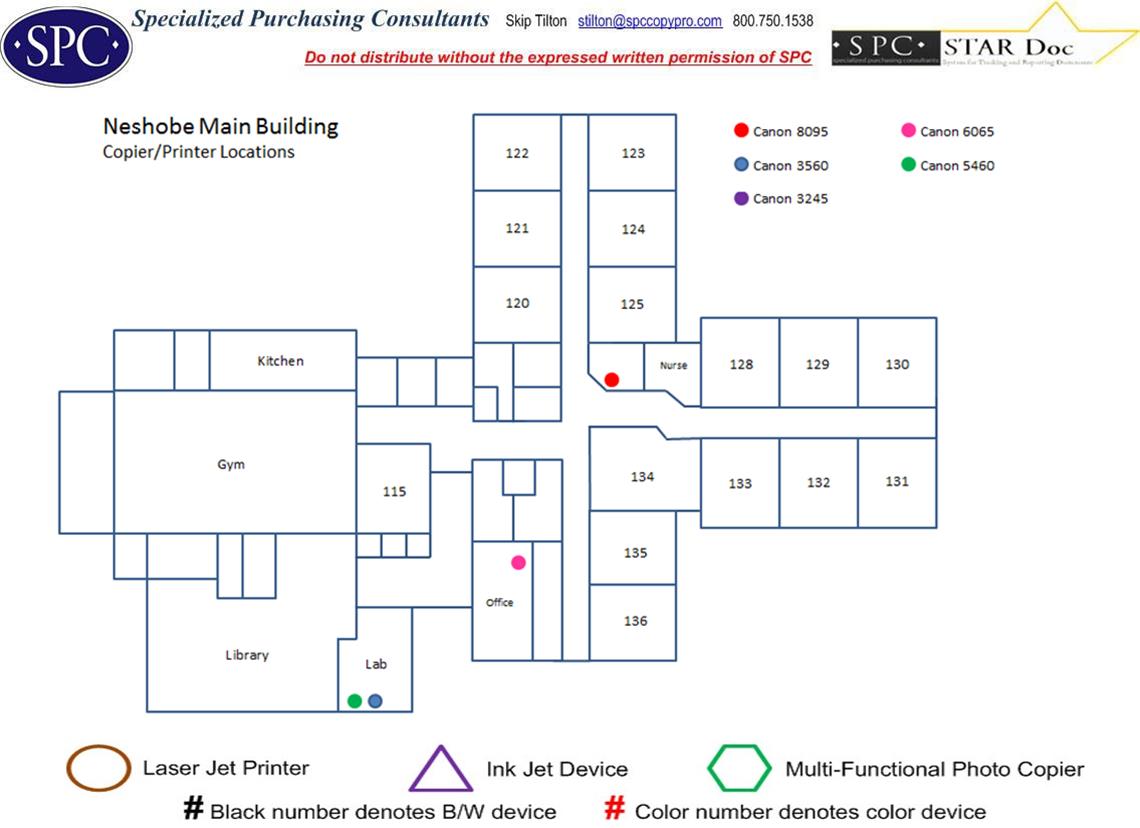 Specialized Purchasing Consultants Skip Tilton stilton@spccopypro.com 800.750.1538
·SPC·
Do not distribute without the expressed written permission of SPC
·SPC· STAR Doc
specialized purchasing consultants System for Tracking and Reporting Documents
Neshobe Main Building
Copier/Printer Locations
Canon 8095 Canon 6065
Canon 3560 Canon 5460
Canon 3245
122 123
121 124
120 125
Kitchen Nurse 128 129 130
Gym 115 134 133 132 131
135
Office 136
Library Lab
Laser Jet Printer Ink Jet Device Multi-Functional Photo Copier
# Black number denotes B/W device # Color number denotes color device